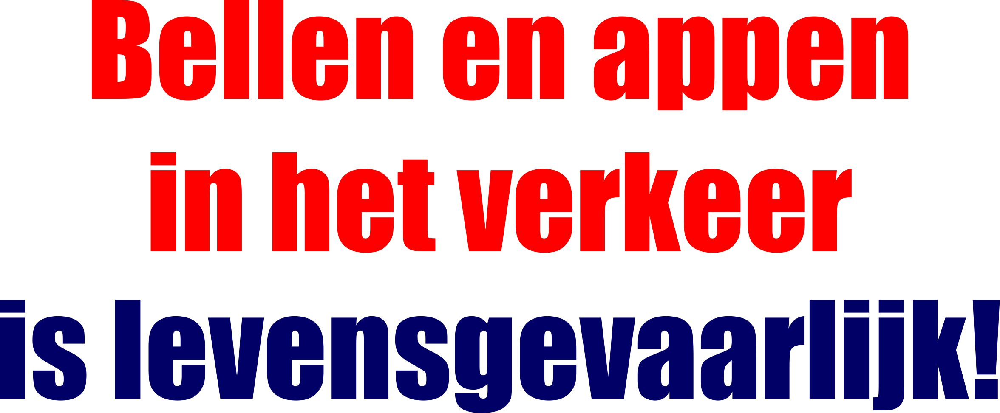 Bellen en appen
in het verkeer
is levensgevaarlijk!